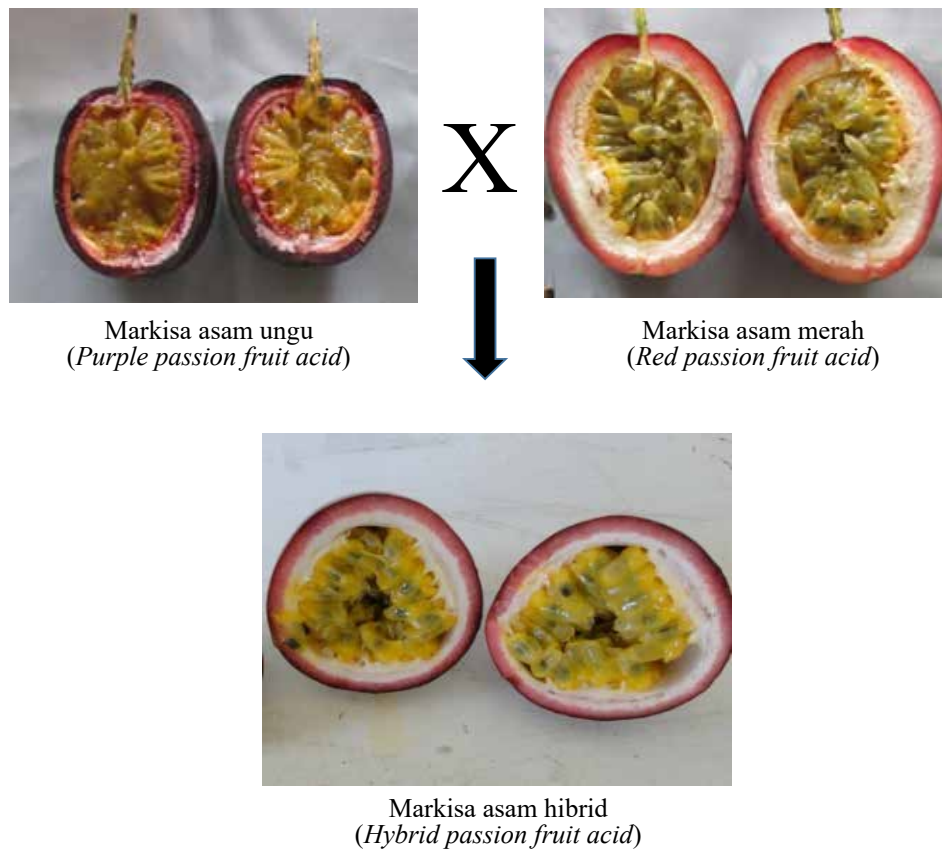 X
Markisa asam ungu
(Purple passion fruit acid)
Markisa asam merah
(Red passion fruit acid)
Markisa asam hibrid
(Hybrid passion fruit acid)